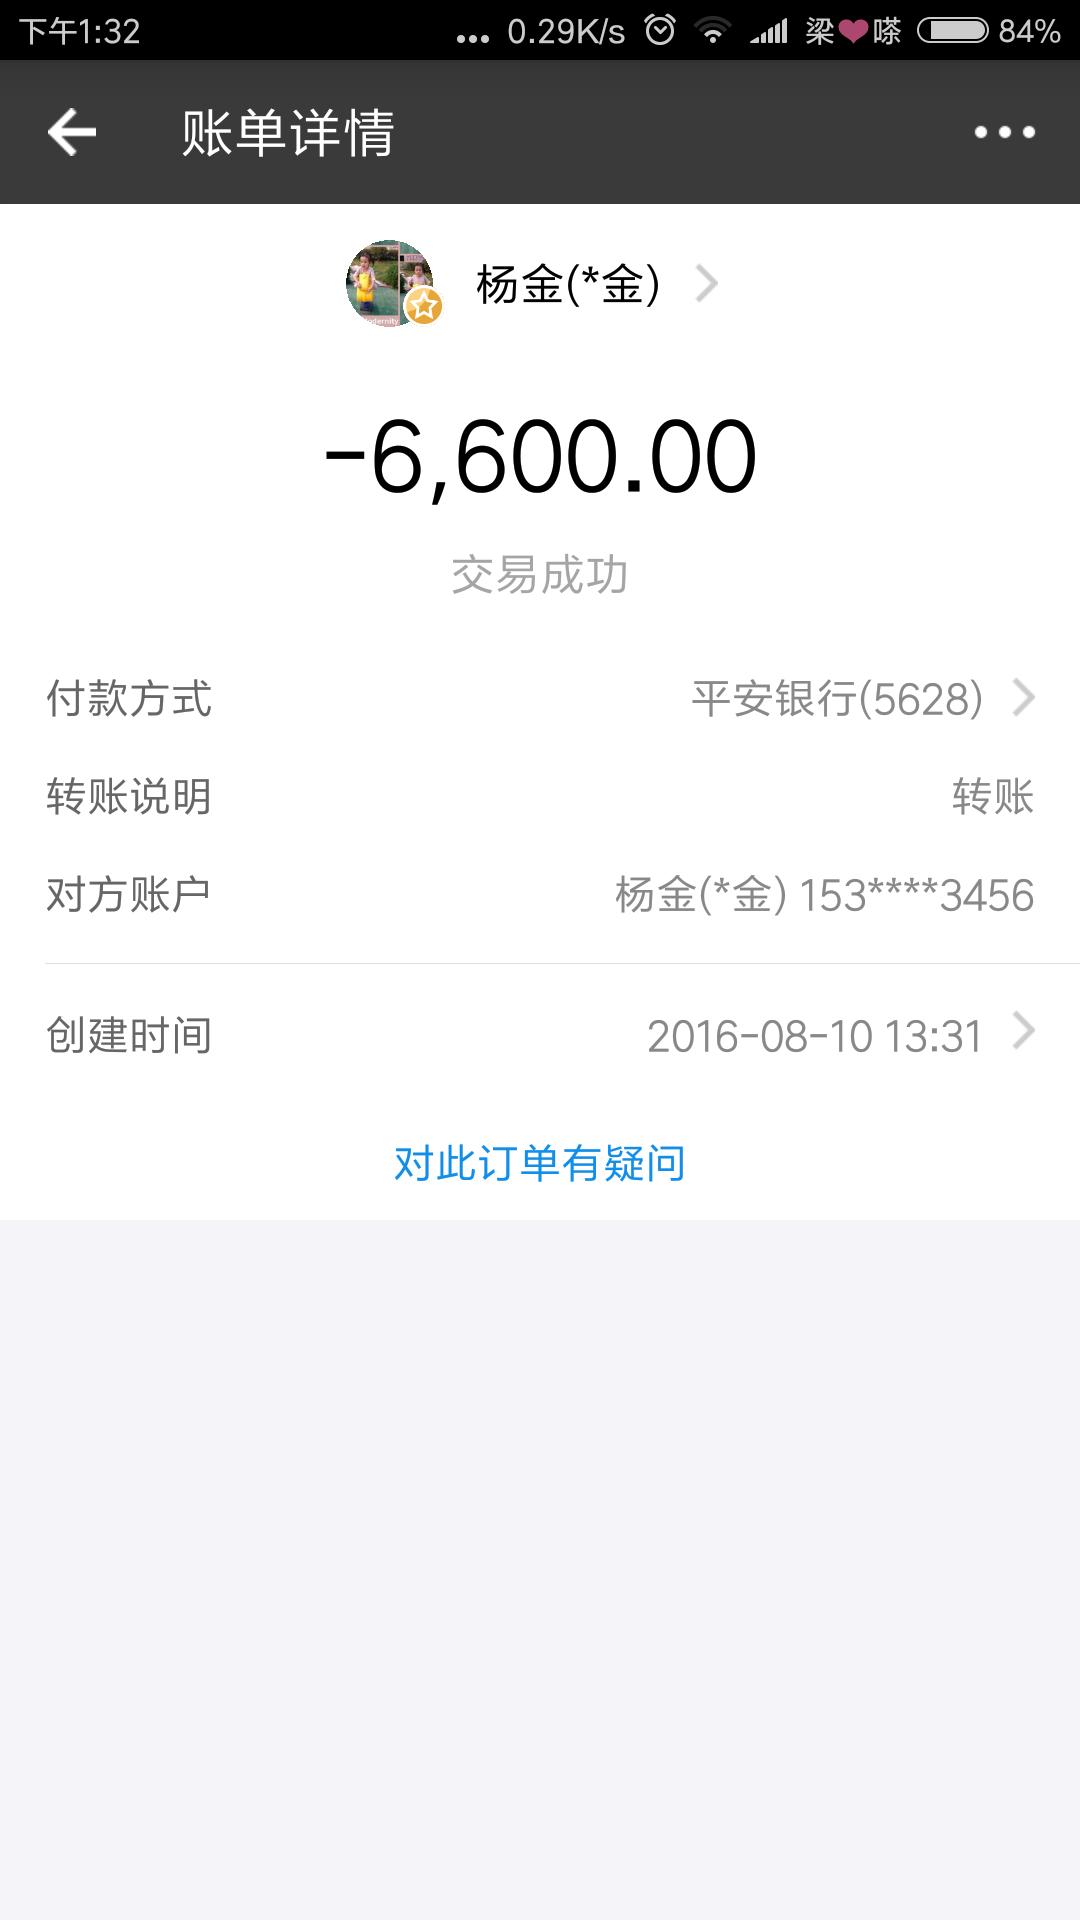 下午1:32 ... 0.29K/s 梁❤嗏 84%
账单详情
杨金(*金)
-6,600.00
交易成功
付款方式 平安银行(5628)
转账说明 转账
对方账户 杨金(*金) 153****3456
创建时间 2016-08-10 13:31
对此订单有疑问